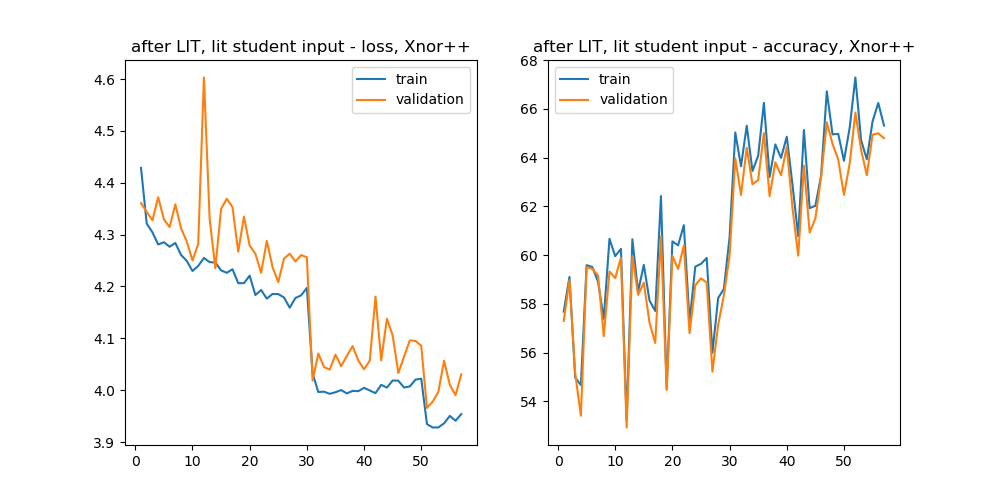 after LIT, lit student input - loss, Xnor++
train
validation
4.6
4.5
4.4
4.3
4.2
4.1
4.0
3.9
0 10 20 30 40 50
after LIT, lit student input - accuracy, Xnor++
train
validation
68
66
64
62
60
58
56
54
0 10 20 30 40 50